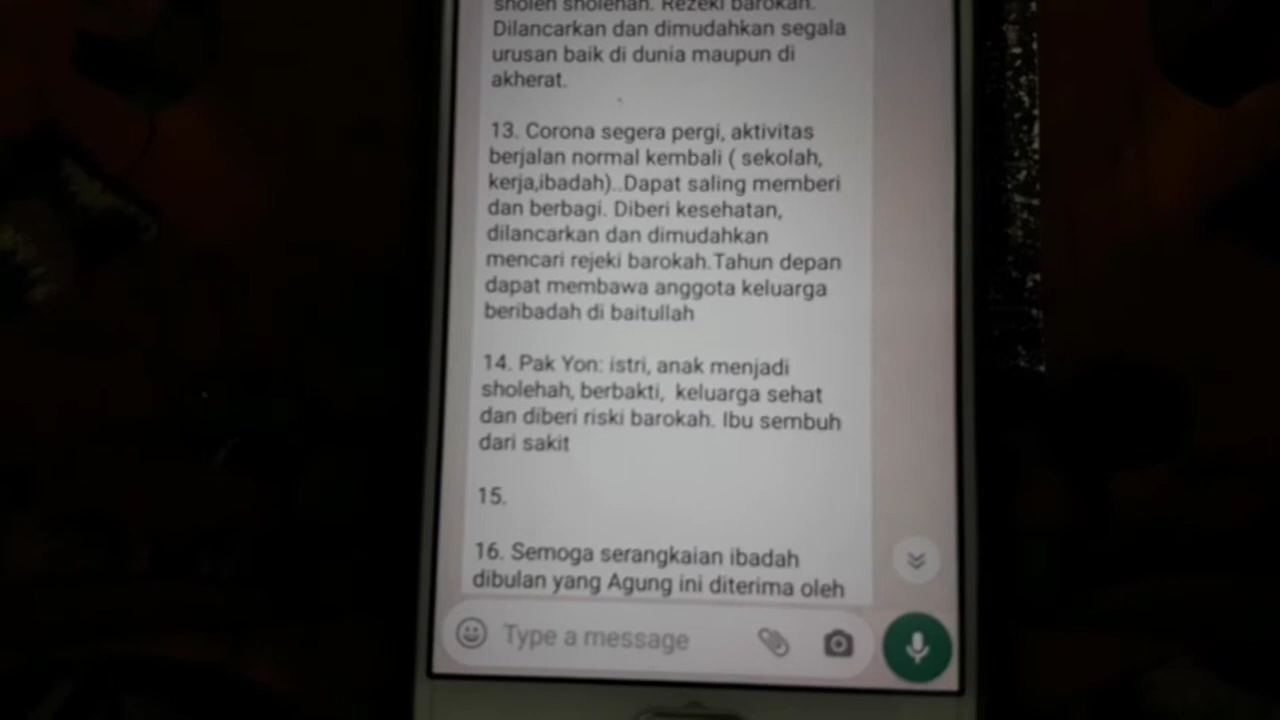 sholeh sholehah. Rezeki barokah.
Dilancarkan dan dimudahkan segala
urusan baik di dunia maupun di
akherat.
13. Corona segera pergi, aktivitas
berjalan normal kembali ( sekolah,
kerja,ibadah)..Dapat saling memberi
dan berbagi. Diberi kesehatan,
dilancarkan dan dimudahkan
mencari rejeki barokah.Tahun depan
dapat membawa anggota keluarga
beribadah di baitullah
14. Pak Yon: istri, anak menjadi
sholehah, berbakti,  keluarga sehat
dan diberi riski barokah. Ibu sembuh
dari sakit
15.
16. Semoga serangkaian ibadah
dibulan yang Agung ini diterima oleh
Type a message